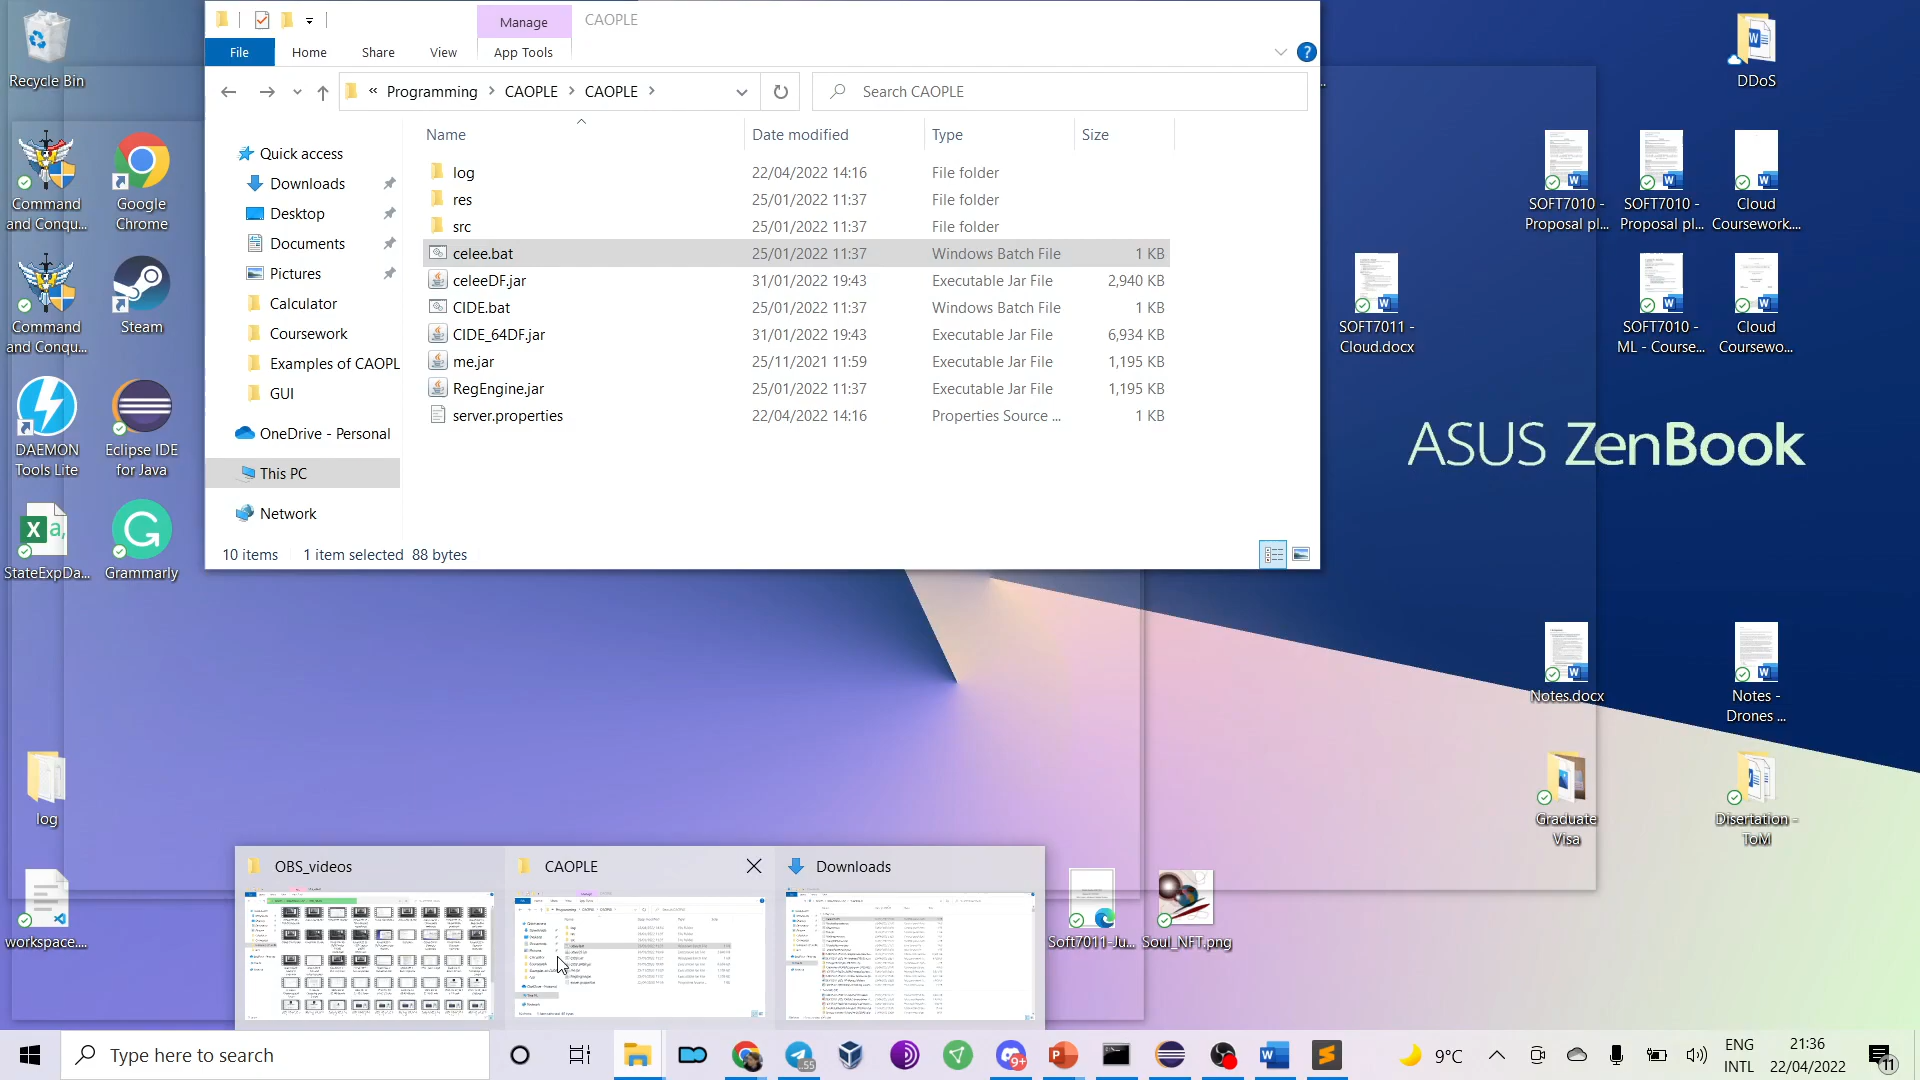 Manage
CAOPLE
File
Home
Share
View
App Tools
Programming
CAOPLE
CAOPLE
Search CAOPLE
Name
Date modified
Type
Size
log
22/04/2022 14:16
File folder
res
25/01/2022 11:37
File folder
src
25/01/2022 11:37
File folder
celee.bat
25/01/2022 11:37
Windows Batch File
1 KB
celeeDF.jar
31/01/2022 19:43
Executable Jar File
2,940 KB
CIDE.bat
25/01/2022 11:37
Windows Batch File
1 KB
CIDE_64DF.jar
31/01/2022 19:43
Executable Jar File
6,934 KB
me.jar
25/11/2021 11:59
Executable Jar File
1,195 KB
RegEngine.jar
25/01/2022 11:37
Executable Jar File
1,195 KB
server.properties
22/04/2022 14:16
Properties Source ...
1 KB
Quick access
Downloads
Desktop
Documents
Pictures
Calculator
Coursework
Examples of CAOPL
GUI
OneDrive - Personal
This PC
Network
10 items
1 item selected 88 bytes
Recycle Bin
Command
and Conqu...
Google
Chrome
Command
and Conqu...
Steam
DAEMON
Tools Lite
Eclipse IDE
for Java
StateExpDa...
Grammarly
log
workspace....
DDoS
SOFT7010 -
Proposal pl...
SOFT7010 -
Proposal pl...
Cloud
Coursework....
SOFT7011 -
Cloud.docx
SOFT7010 -
ML - Course...
Cloud
Coursewo...
ASUS ZenBook
Notes.docx
Notes -
Drones ...
Graduate
Visa
Disertation -
ToM
Soft7011-Ju...
Soul_NFT.png
OBS_videos
CAOPLE
Downloads
Type here to search
55
9+
9°C
ENG
INTL
21:36
22/04/2022
11